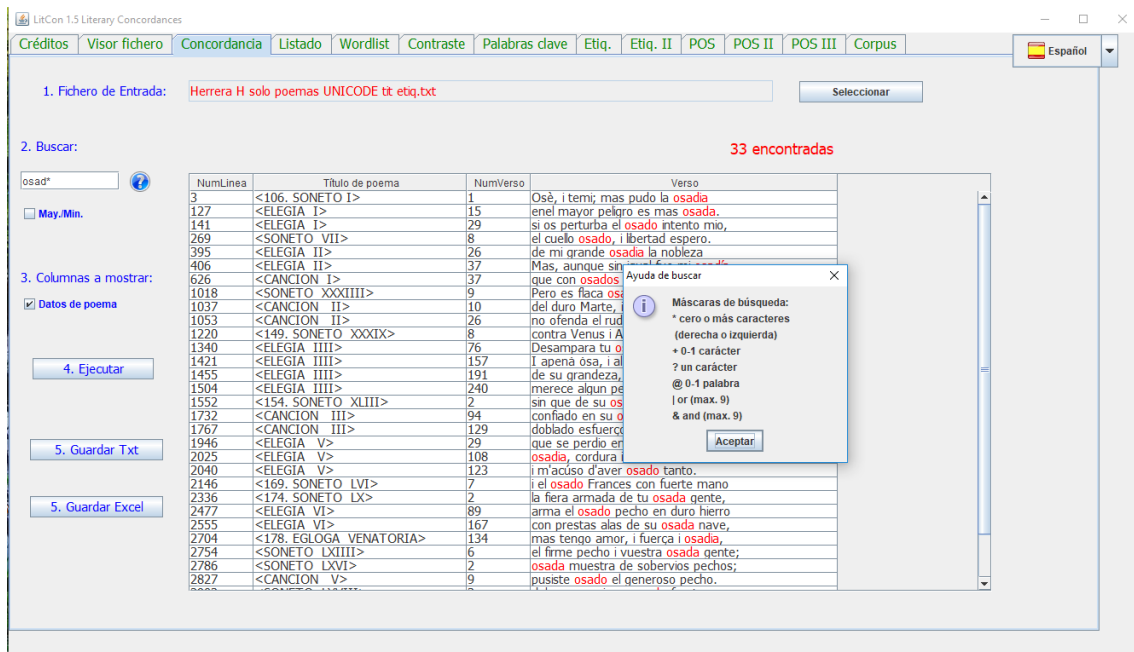 LitCon 1.5 Literary Concordances
Créditos Visor fichero Concordancia Listado Wordlist Contraste Palabras clave Etiq. Etiq. II POS POS II POS III Corpus
Español
1. Fichero de Entrada: Herrera H solo poemas UNICODE tit etiq.txt Seleccionar
2. Buscar:
33 encontradas
osad*
May./Min.
3. Columnas a mostrar:
Datos de poema
4. Ejecutar
5. Guardar Txt
5. Guardar Excel
NumLinea Título de poema NumVerso Verso
3 <106. SONETO I> 1 Osè, i temi; mas pudo la osadia
127 <ELEGIA I> 15 enel mayor peligro es mas osada.
141 <ELEGIA I> 29 si os perturba el osado intento mio,
269 <SONETO VII> 8 el cuello osado, i libertad espero.
395 <ELEGIA II> 26 de mi grande osadia la nobleza
406 <ELEGIA II> 37 Mas, aunque sin
626 <CANCION I> 37 que con osados
1018 <SONETO XXXIIII> 9 Pero es flaca
1037 <CANCION II> 10 del duro Marte,
1053 <CANCION II> 26 no ofenda el
1220 <149. SONETO XXXIX> 8 contra Venus i
1340 <ELEGIA IIII> 76 Desampara tu
1421 <ELEGIA IIII> 157 I apenà ósa, i
1455 <ELEGIA IIII> 191 de su grandeza,
1504 <ELEGIA IIII> 240 merece algun
1552 <154. SONETO XLIII> 2 sin que de su
1732 <CANCION III> 94 confiado en su
1767 <CANCION III> 129 doblado
1946 <ELEGIA V> 29 que se perdio
2025 <ELEGIA V> 108 osadia, cordura
2040 <ELEGIA V> 123 i m'acúso d'aver osado tanto.
2146 <169. SONETO LVI> 7 i el osado Frances con fuerte mano
2336 <174. SONETO LX> 2 la fiera armada de tu osada gente,
2477 <ELEGIA VI> 89 arma el osado pecho en duro hierro
2555 <ELEGIA VI> 167 con prestas alas de su osada nave,
2704 <178. EGLOGA VENATORIA> 134 mas tengo amor, i fuerça i osadia,
2754 <SONETO LXIIII> 6 el firme pecho i vuestra osada gente;
2786 <SONETO LXVI> 2 osada muestra de sobervios pechos;
2827 <CANCION V> 9 pusiste osado el generoso pecho.
Ayuda de buscar
Máscaras de búsqueda:
* cero o más caracteres
(derecha o izquierda)
+ 0-1 carácter
? un carácter
@ 0-1 palabra
| or (max. 9)
& and (max. 9)
Aceptar